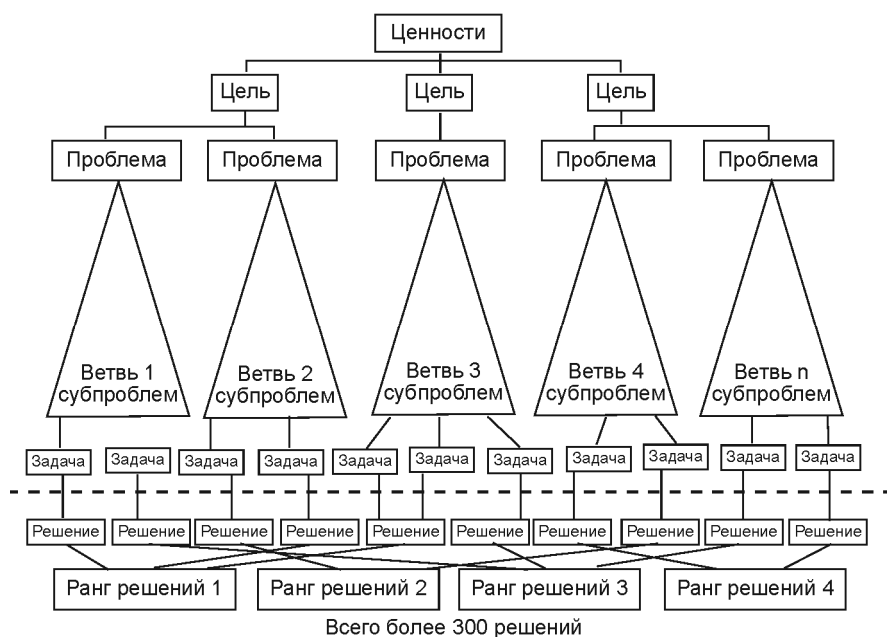 Ценности
Цель
Цель
Цель
Проблема
Проблема
Проблема
Проблема
Проблема
Ветвь 1
субпроблем
Ветвь 2
субпроблем
Ветвь 3
субпроблем
Ветвь 4
субпроблем
Ветвь n
субпроблем
Задача
Задача
Задача
Задача
Задача
Задача
Задача
Задача
Задача
Задача
Задача
Решение
Решение
Решение
Решение
Решение
Решение
Решение
Решение
Решение
Решение
Ранг решений 1
Ранг решений 2
Ранг решений 3
Ранг решений 4
Всего более 300 решений